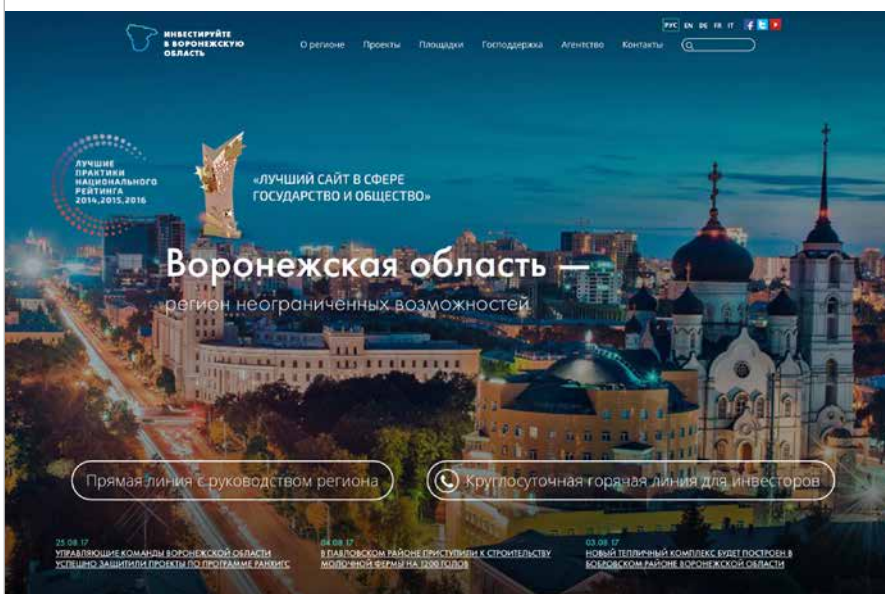 ИНВЕСТИРУЙТЕ
В ВОРОНЕЖСКУЮ
ОБЛАСТЬ
О регионе Проекты Площадки Господдержка Агентство Контакты
РУС EN DE FR IT
ЛУЧШИЕ
ПРАКТИКИ
НАЦИОНАЛЬНОГО
РЕЙТИНГА
2014,2015,2016
«ЛУЧШИЙ САЙТ В СФЕРЕ
ГОСУДАРСТВО И ОБЩЕСТВО»
Воронежская область —
регион неограниченных возможностей
Прямая линия с руководством региона
Круглосуточная горячая линия для инвесторов
25.08.17
УПРАВЛЯЮЩИЕ КОМАНДЫ ВОРОНЕЖСКОЙ ОБЛАСТИ
УСПЕШНО ЗАЩИТИЛИ ПРОЕКТЫ ПО ПРОГРАММЕ РАНХИГС
04.08.17
В ПАВЛОВСКОМ РАЙОНЕ ПРИСТУПИЛИ К СТРОИТЕЛЬСТВУ
МОЛОЧНОЙ ФЕРМЫ НА 1200 ГОЛОВ
03.08.17
НОВЫЙ ТЕПЛИЧНЫЙ КОМПЛЕКС БУДЕТ ПОСТРОЕН В
БОБРОВСКОМ РАЙОНЕ ВОРОНЕЖСКОЙ ОБЛАСТИ